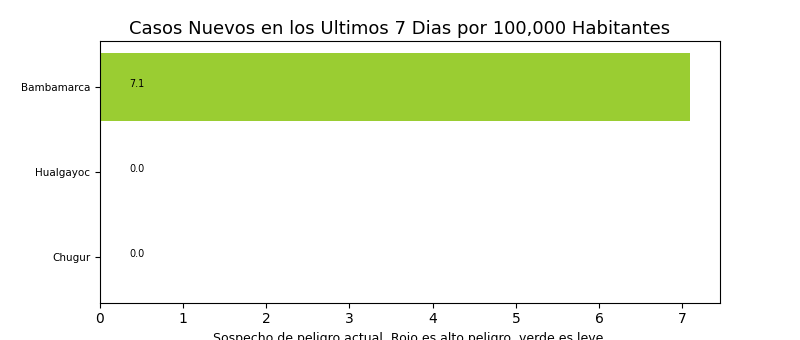 Casos Nuevos en los Ultimos 7 Dias por 100,000 Habitantes
Bambamarca
7.1
Hualgayoc
0.0
Chugur
0.0
0 1 2 3 4 5 6 7
Sospecho de peligro actual. Rojo es alto peligro, verde es leve